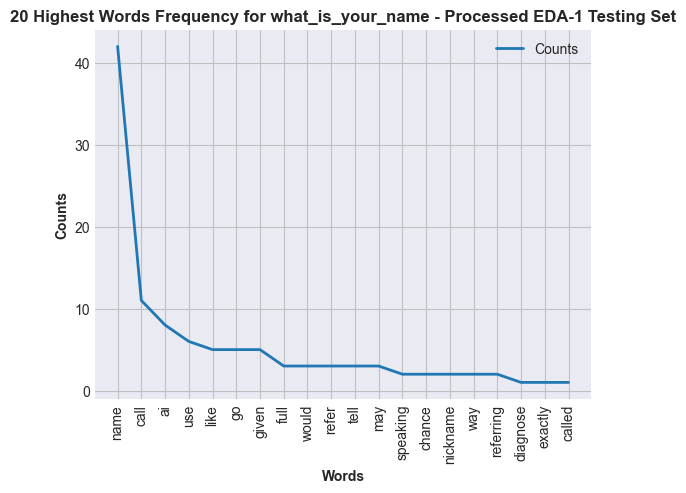 20 Highest Words Frequency for what_is_your_name - Processed EDA-1 Testing Set
Counts
40
30
20
10
0
Counts
name
call
ai
use
like
go
given
full
would
refer
tell
may
speaking
chance
nickname
way
referring
diagnose
exactly
called
Words